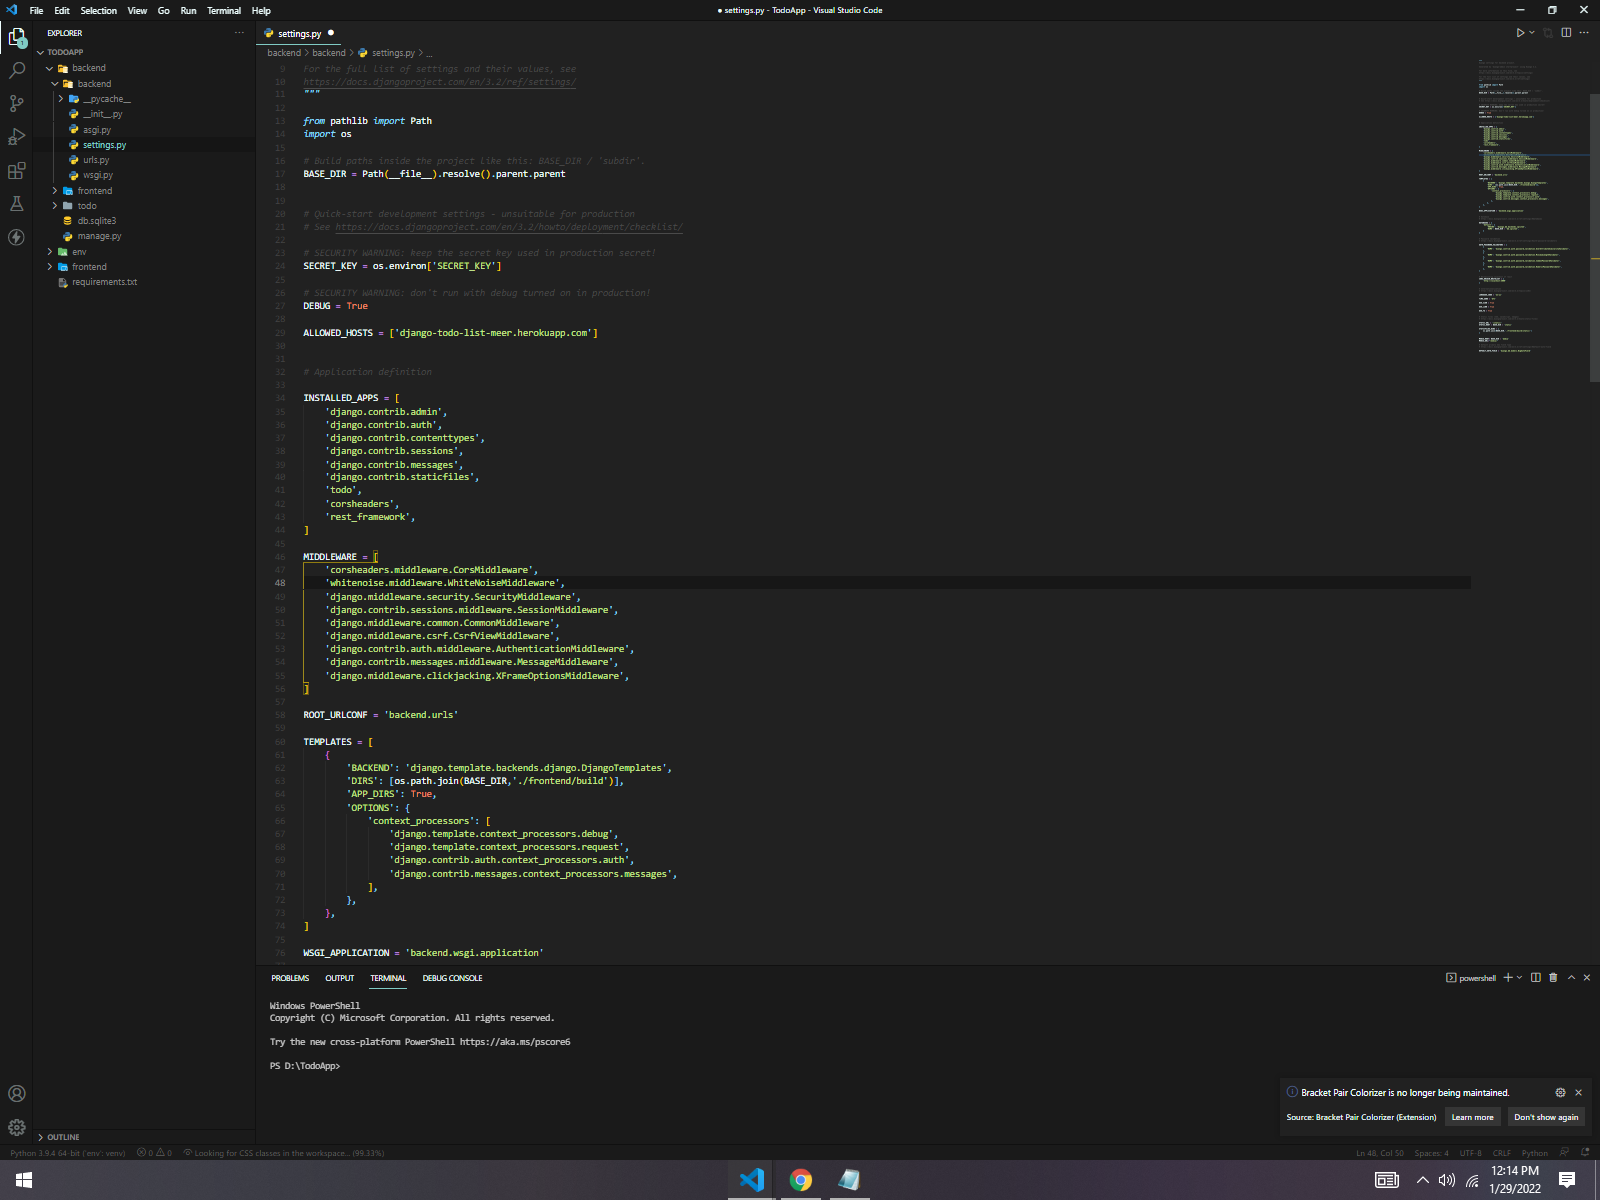 File Edit Selection View Go Run Terminal Help
● settings.py - TodoApp - Visual Studio Code
EXPLORER
settings.py
TODOAPP
backend > backend > settings.py > ...
backend
backend
__pycache__
__init__.py
asgi.py
settings.py
urls.py
wsgi.py
frontend
todo
db.sqlite3
manage.py
env
frontend
requirements.txt
OUTLINE
9 For the full list of settings and their values, see
10 https://docs.djangoproject.com/en/3.2/ref/settings/
11 """
12
13 from pathlib import Path
14 import os
15
16 # Build paths inside the project like this: BASE_DIR / 'subdir'.
17 BASE_DIR = Path(__file__).resolve().parent.parent
18
19
20 # Quick-start development settings - unsuitable for production
21 # See https://docs.djangoproject.com/en/3.2/howto/deployment/checklist/
22
23 # SECURITY WARNING: keep the secret key used in production secret!
24 SECRET_KEY = os.environ['SECRET_KEY']
25
26 # SECURITY WARNING: don't run with debug turned on in production!
27 DEBUG = True
28
29 ALLOWED_HOSTS = ['django-todo-list-meer.herokuapp.com']
30
31
32 # Application definition
33
34 INSTALLED_APPS = [
35 'django.contrib.admin',
36 'django.contrib.auth',
37 'django.contrib.contenttypes',
38 'django.contrib.sessions',
39 'django.contrib.messages',
40 'django.contrib.staticfiles',
41 'todo',
42 'corsheaders',
43 'rest_framework',
44 ]
45
46 MIDDLEWARE = [
47 'corsheaders.middleware.CorsMiddleware',
48 'whitenoise.middleware.WhiteNoiseMiddleware',
49 'django.middleware.security.SecurityMiddleware',
50 'django.contrib.sessions.middleware.SessionMiddleware',
51 'django.middleware.common.CommonMiddleware',
52 'django.middleware.csrf.CsrfViewMiddleware',
53 'django.contrib.auth.middleware.AuthenticationMiddleware',
54 'django.contrib.messages.middleware.MessageMiddleware',
55 'django.middleware.clickjacking.XFrameOptionsMiddleware',
56 ]
57
58 ROOT_URLCONF = 'backend.urls'
59
60 TEMPLATES = [
61 {
62 'BACKEND': 'django.template.backends.django.DjangoTemplates',
63 'DIRS': [os.path.join(BASE_DIR,'./frontend/build')],
64 'APP_DIRS': True,
65 'OPTIONS': {
66 'context_processors': [
67 'django.template.context_processors.debug',
68 'django.template.context_processors.request',
69 'django.contrib.auth.context_processors.auth',
70 'django.contrib.messages.context_processors.messages',
71 ],
72 },
73 },
74 ]
75
76 WSGI_APPLICATION = 'backend.wsgi.application'
PROBLEMS OUTPUT TERMINAL DEBUG CONSOLE
powershell
Windows PowerShell
Copyright (C) Microsoft Corporation. All rights reserved.
Try the new cross-platform PowerShell https://aka.ms/pscore6
PS D:\TodoApp>
Bracket Pair Colorizer is no longer being maintained.
Source: Bracket Pair Colorizer (Extension) Learn more Don't show again
Python 3.9.4 64-bit ('env': venv) 0 0 Looking for CSS classes in the workspace... (99.33%)
Ln 48, Col 50 Spaces: 4 UTF-8 CRLF Python
12:14 PM
1/29/2022